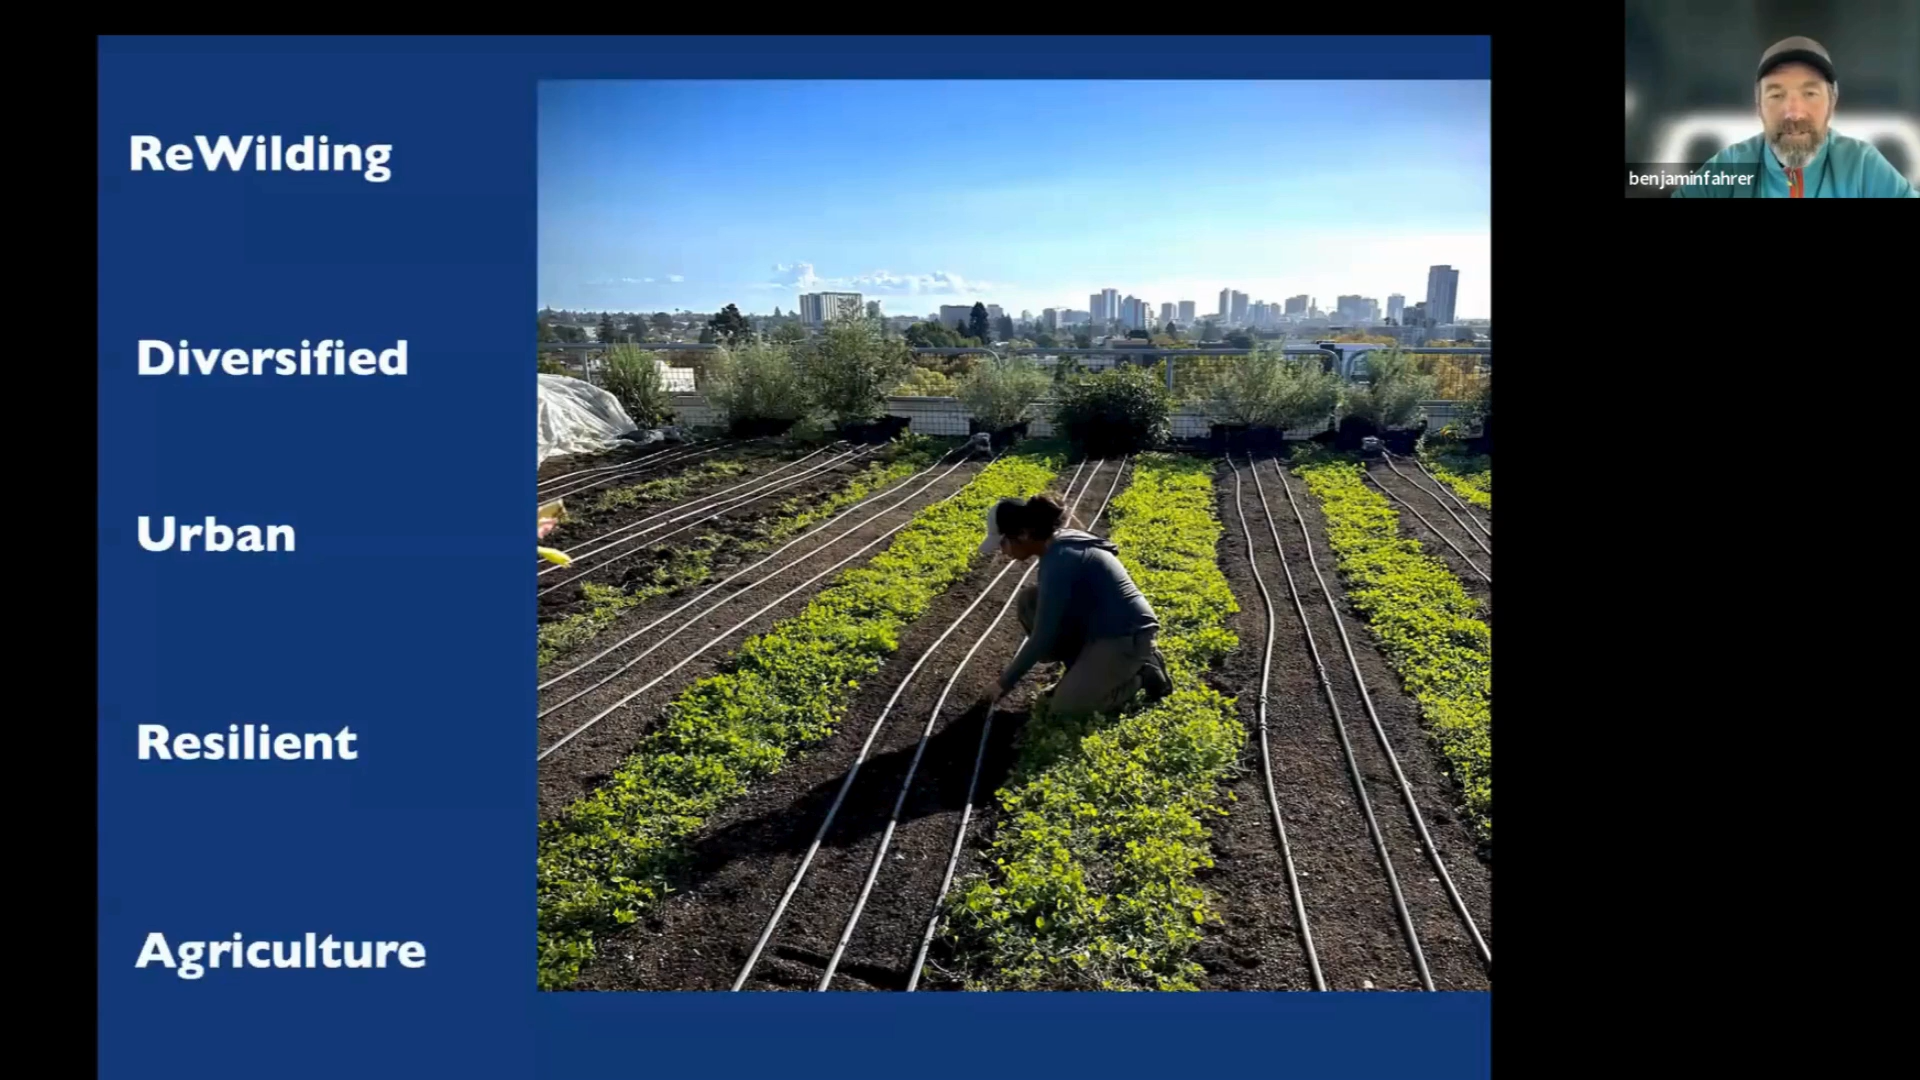 ReWilding
Diversified
Urban
Resilient
Agriculture
benjaminfahrer